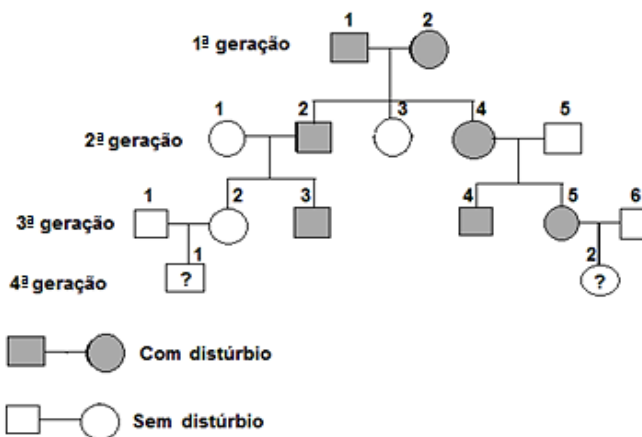 1 2
1ª geração
1 2 3 4 5
2ª geração
1 2 3 4 5 6
3ª geração
1 2
4ª geração
? ?
Com distúrbio
Sem distúrbio